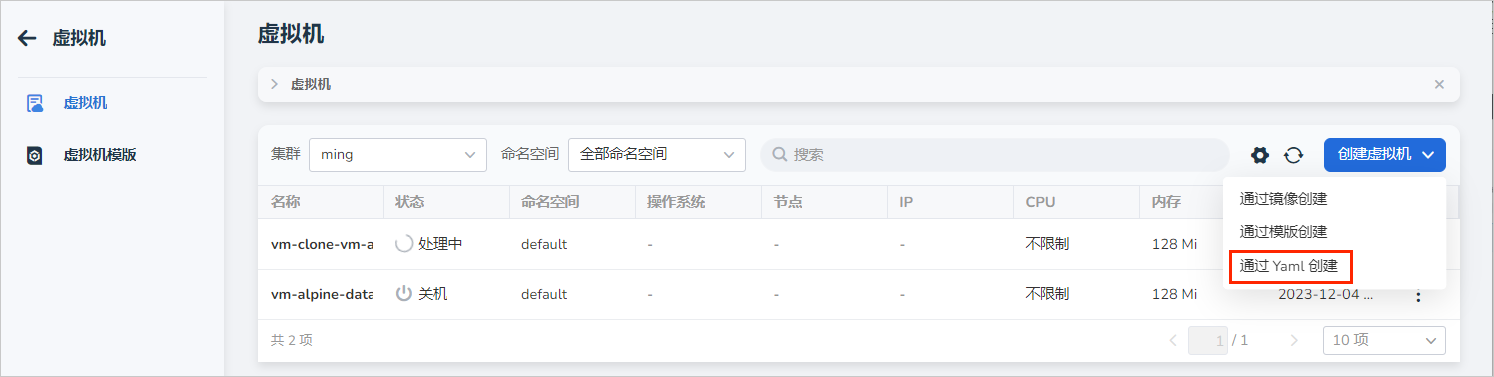 虚拟机
虚拟机
虚拟机模版
虚拟机
虚拟机
集群 ming 命名空间 全部命名空间 搜索 创建虚拟机
通过镜像创建
通过模版创建
通过 Yaml 创建
名称 状态 命名空间 操作系统 节点 IP CPU 内存
vm-clone-vm-a 处理中 default - - - 不限制 128 Mi
vm-alpine-data 关机 default - - - 不限制 128 Mi 2023-12-04 ...
共 2 项 1 / 1 10 项